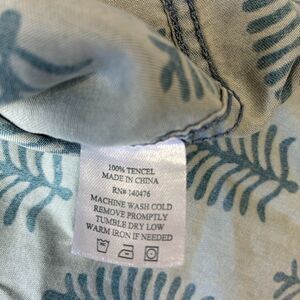 100% TENCEL
MADE IN CHINA
RN# 140476
MACHINE WASH COLD
REMOVE PROMPTLY
TUMBLE DRY LOW
WARM IRON IF NEEDED